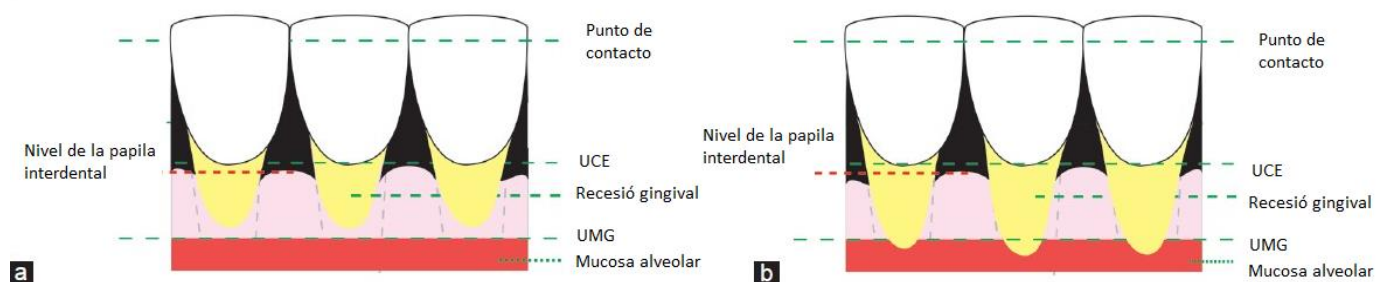 Punto de
contacto
Nivel de la papila
interdental
UCE
Recesió gingival
UMG
Mucosa alveolar
a
Punto de
contacto
Nivel de la papila
interdental
UCE
Recesió gingival
UMG
Mucosa alveolar
b